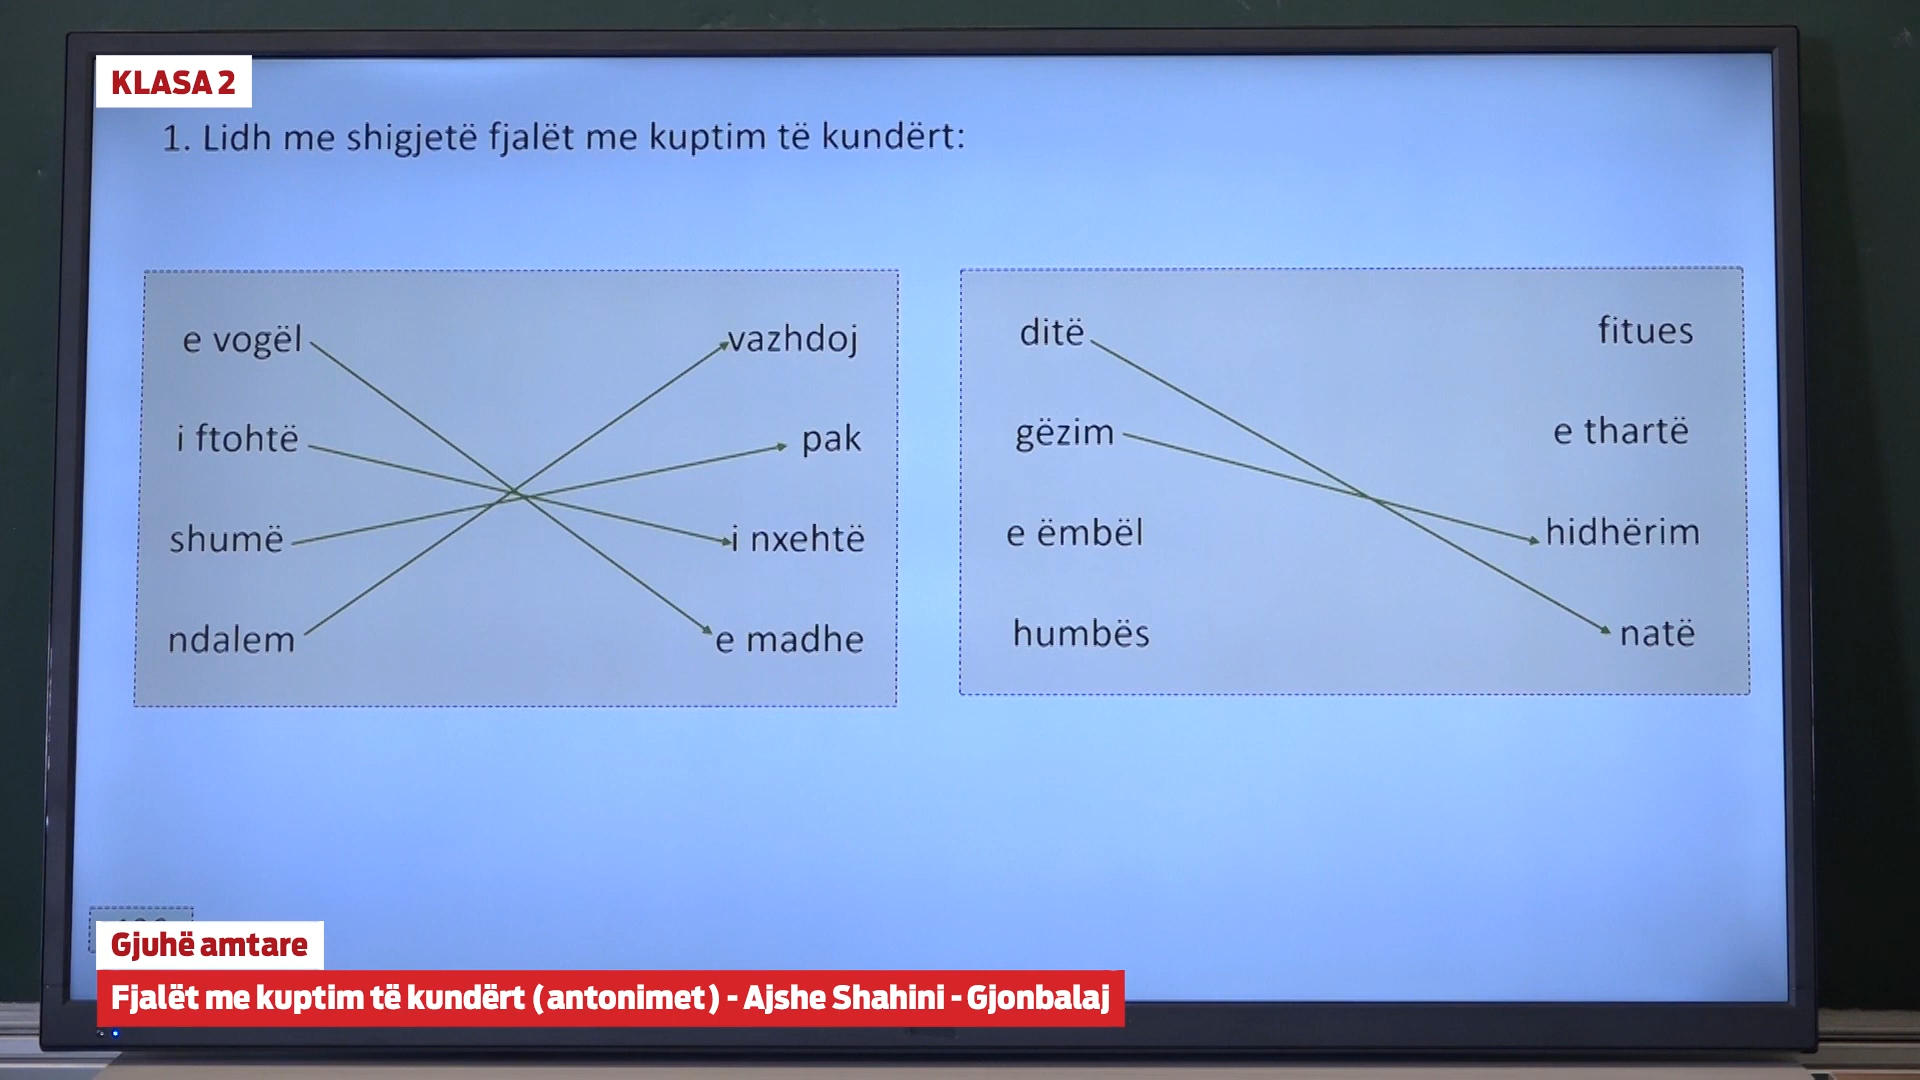 KLASA 2
1. Lidh me shigjetë fjalët me kuptim të kundërt:
e vogël vazhdoj
i ftohtë pak
shumë i nxehtë
ndalem e madhe
ditë fitues
gëzim e thartë
e ëmbël hidhërim
humbës natë
Gjuhë amtare
Fjalët me kuptim të kundërt (antonimet) - Ajshe Shahini - Gjonbalaj